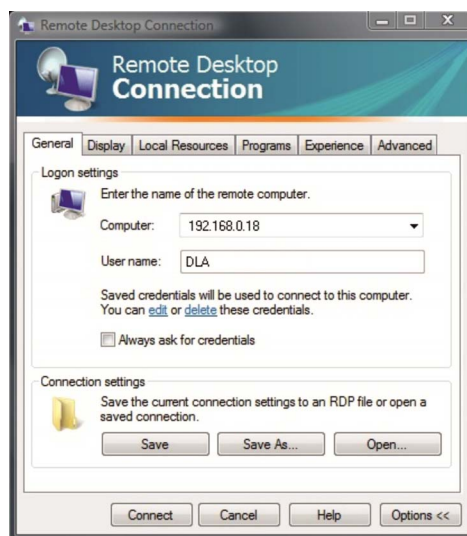 Remote Desktop Connection
Remote Desktop
Connection
General Display Local Resources Programs Experience Advanced
Logon settings
Enter the name of the remote computer.
Computer: 192.168.0.18
User name: DLA
Saved credentials will be used to connect to this computer.
You can edit or delete these credentials.
Always ask for credentials
Connection settings
Save the current connection settings to an RDP file or open a
saved connection.
Save Save As... Open...
Connect Cancel Help Options <<